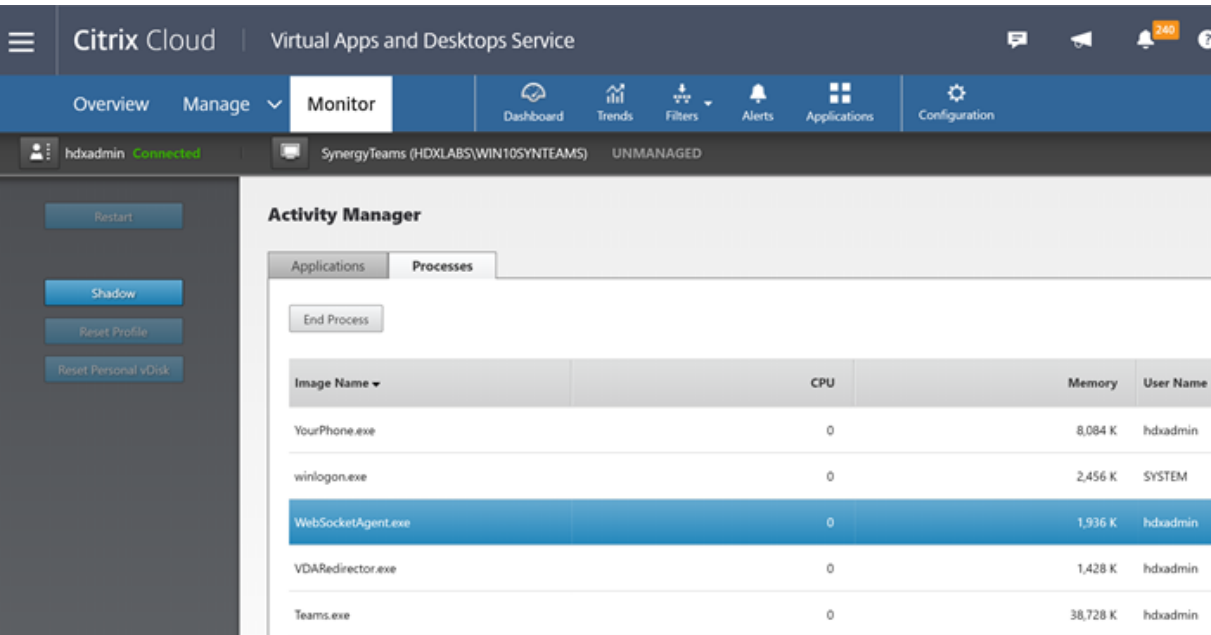 Citrix Cloud Virtual Apps and Desktops Service 240 ?
Overview Manage Monitor Dashboard Trends Filters Alerts Applications Configuration
hdxadmin Connected SynergyTeams (HDXLABS\WIN10SYNTEAMS) UNMANAGED
Restart
Activity Manager
Applications Processes
Shadow
End Process
Reset Profile
Reset Personal vDisk
Image Name CPU Memory User Name
YourPhone.exe 0 8,084 K hdxadmin
winlogon.exe 0 2,456 K SYSTEM
WebSocketAgent.exe 0 1,936 K hdxadmin
VDARedirector.exe 0 1,428 K hdxadmin
Teams.exe 0 38,728 K hdxadmin